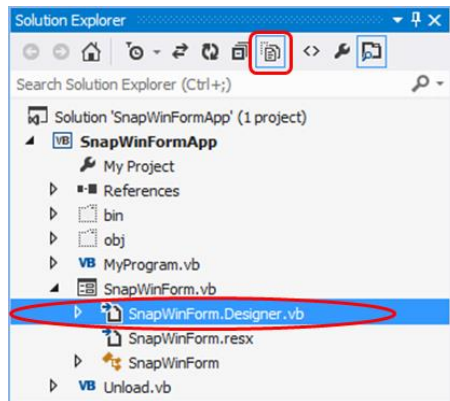 Solution Explorer
Search Solution Explorer (Ctrl+;)
Solution 'SnapWinFormApp' (1 project)
VB SnapWinFormApp
My Project
References
bin
obj
VB MyProgram.vb
SnapWinForm.vb
SnapWinForm.Designer.vb
SnapWinForm.resx
SnapWinForm
VB Unload.vb